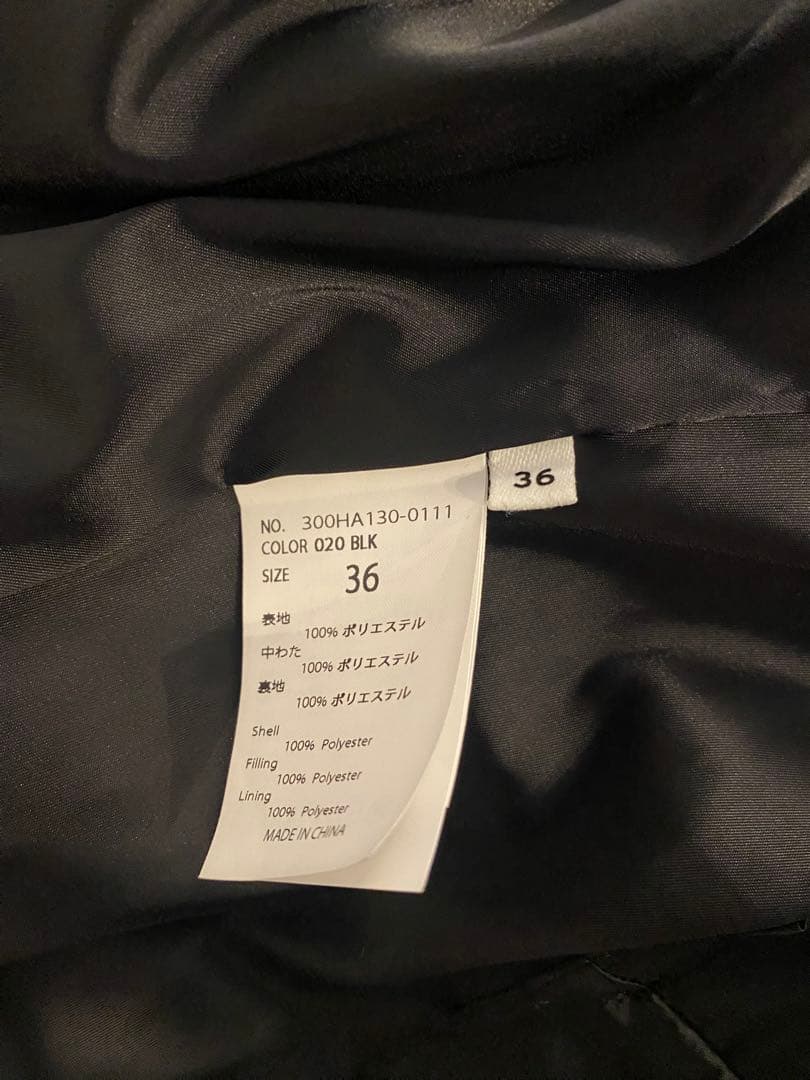 36
NO. 300HA130-0111
COLOR 020 BLK
SIZE 36
表地
100% ポリエステル
中わた
100% ポリエステル
裏地
100% ポリエステル
Shell
100% Polyester
Filling
100% Polyester
Lining
100% Polyester
MADE IN CHINA